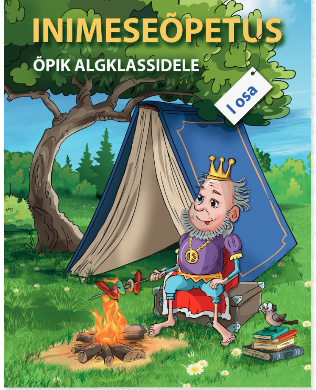 INIMESEÕPETUS
ÕPIK ALGKLASSIDELE
I osa